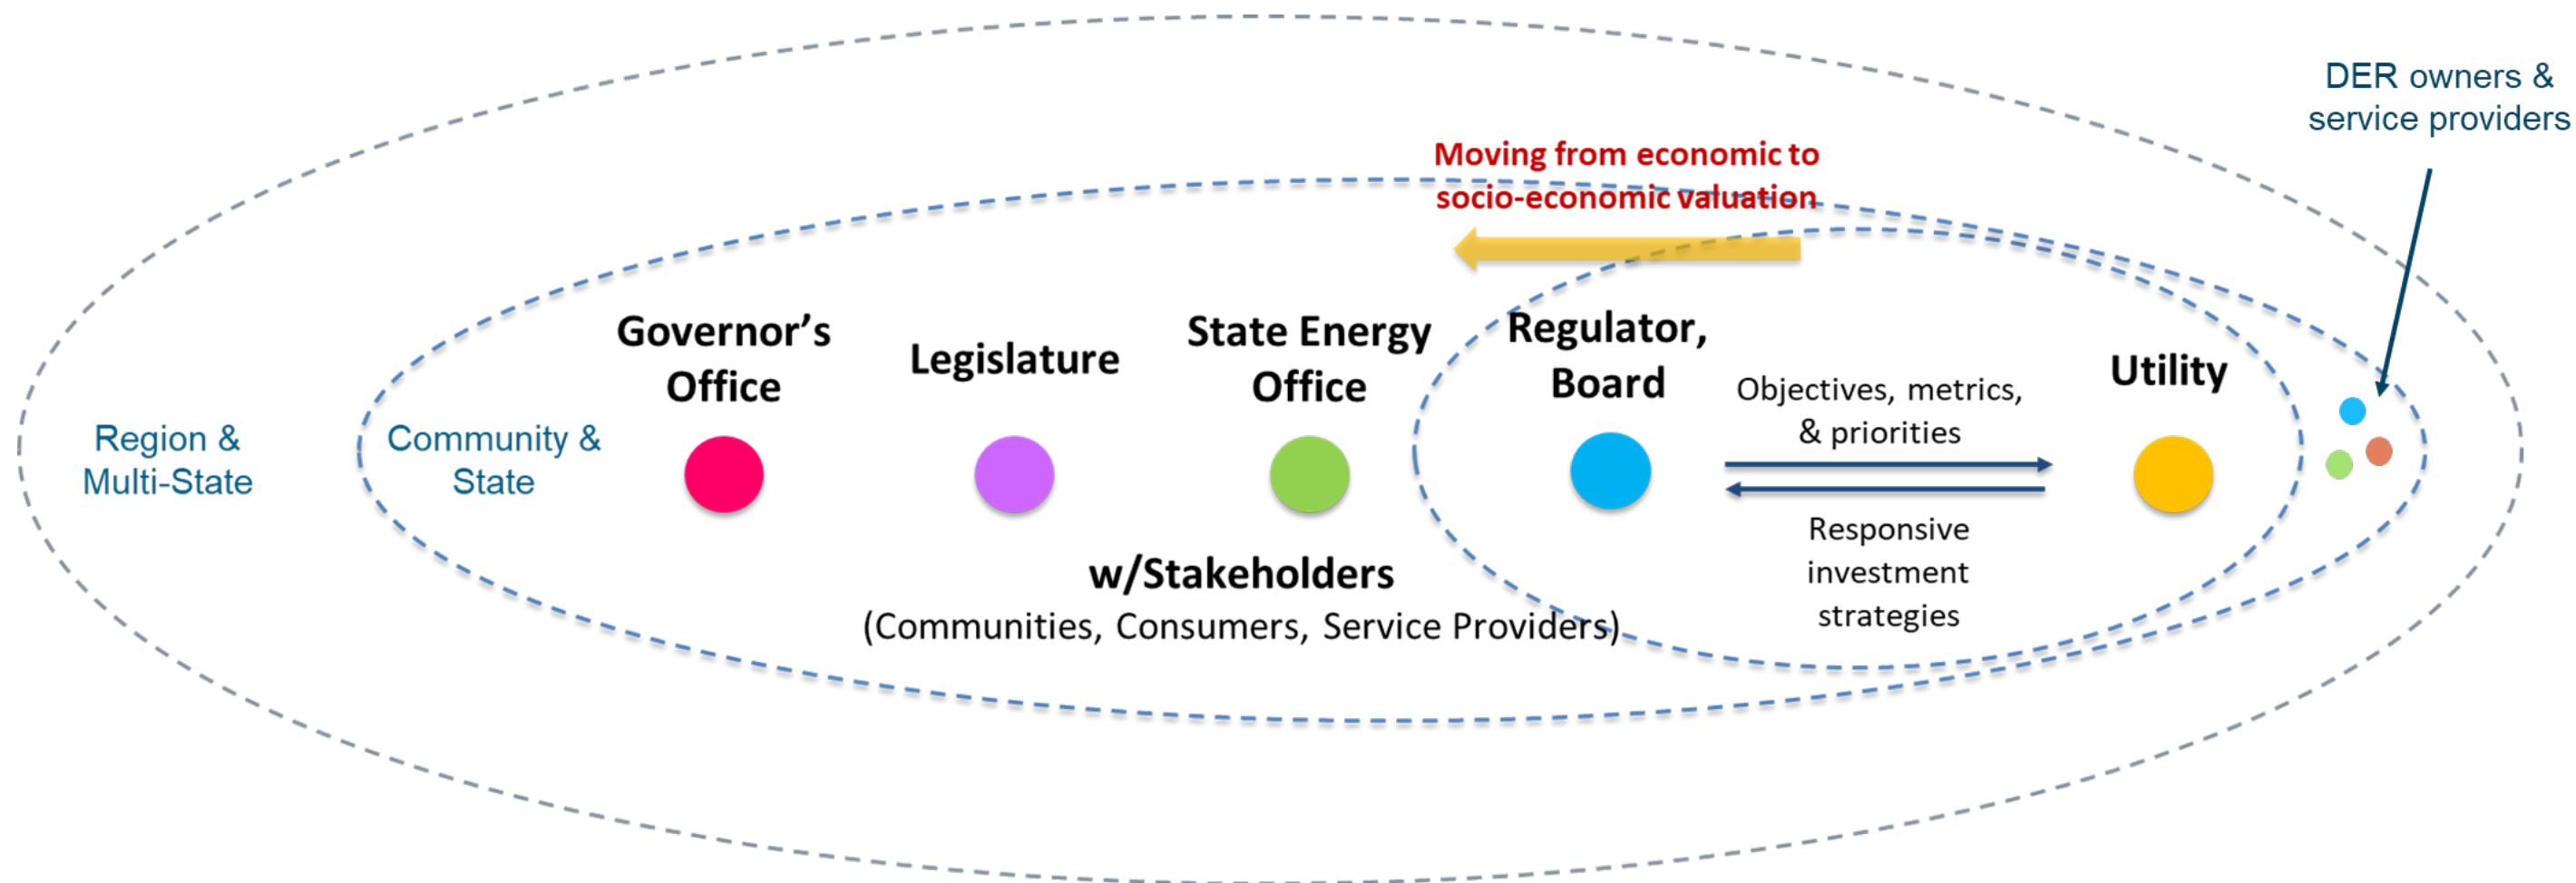 DER owners &
service providers
Moving from economic to
socio-economic valuation
Governor’s
Office
Legislature
State Energy
Office
Regulator,
Board
Utility
Region &
Multi-State
Community &
State
Objectives, metrics,
& priorities
Responsive
investment
strategies
w/Stakeholders
(Communities, Consumers, Service Providers)